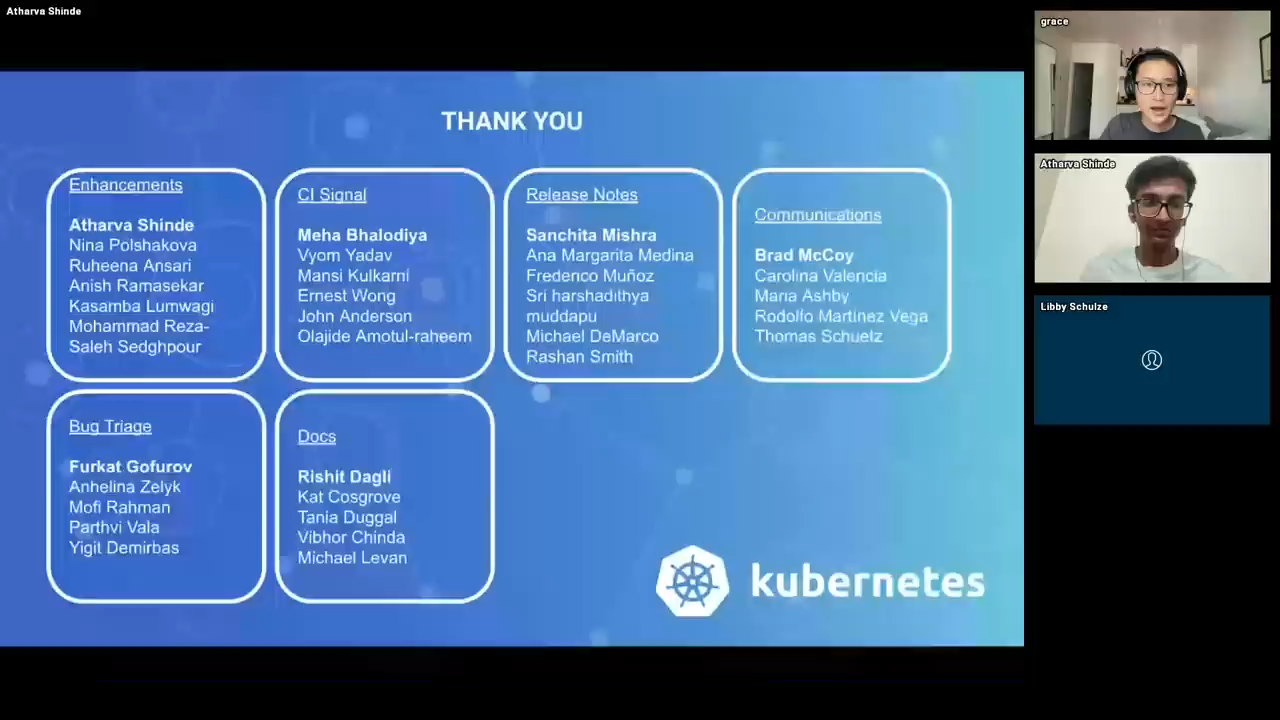 Atharva Shinde
THANK YOU
Enhancements
Atharva Shinde
Nina Polshakova
Ruheena Ansari
Anish Ramasekar
Kasamba Lumwagi
Mohammad Reza-
Saleh Sedghpour
CI Signal
Meha Bhalodiya
Vyom Yadav
Mansi Kulkarni
Ernest Wong
John Anderson
Olajide Amotul-raheem
Release Notes
Sanchita Mishra
Ana Margarita Medina
Frederico Muñoz
Sri harshadithya
muddapu
Michael DeMarco
Rashan Smith
Communications
Brad McCoy
Carolina Valencia
Maria Ashby
Rodolfo Martinez Vega
Thomas Schuetz
Bug Triage
Furkat Gofurov
Anhelina Zelyk
Mofi Rahman
Parthvi Vala
Yigit Demirbas
Docs
Rishit Dagli
Kat Cosgrove
Tania Duggal
Vibhor Chinda
Michael Levan
kubernetes
grace
Atharva Shinde
Libby Schulze